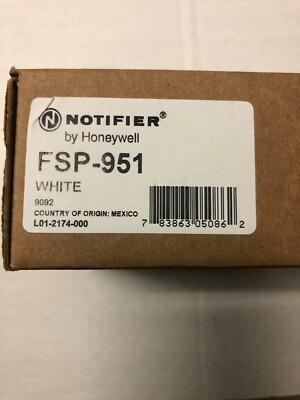 NOTIFIER®
by Honeywell
FSP-951
WHITE
9092
COUNTRY OF ORIGIN: MEXICO
L01-2174-000
7 83863 05086 2